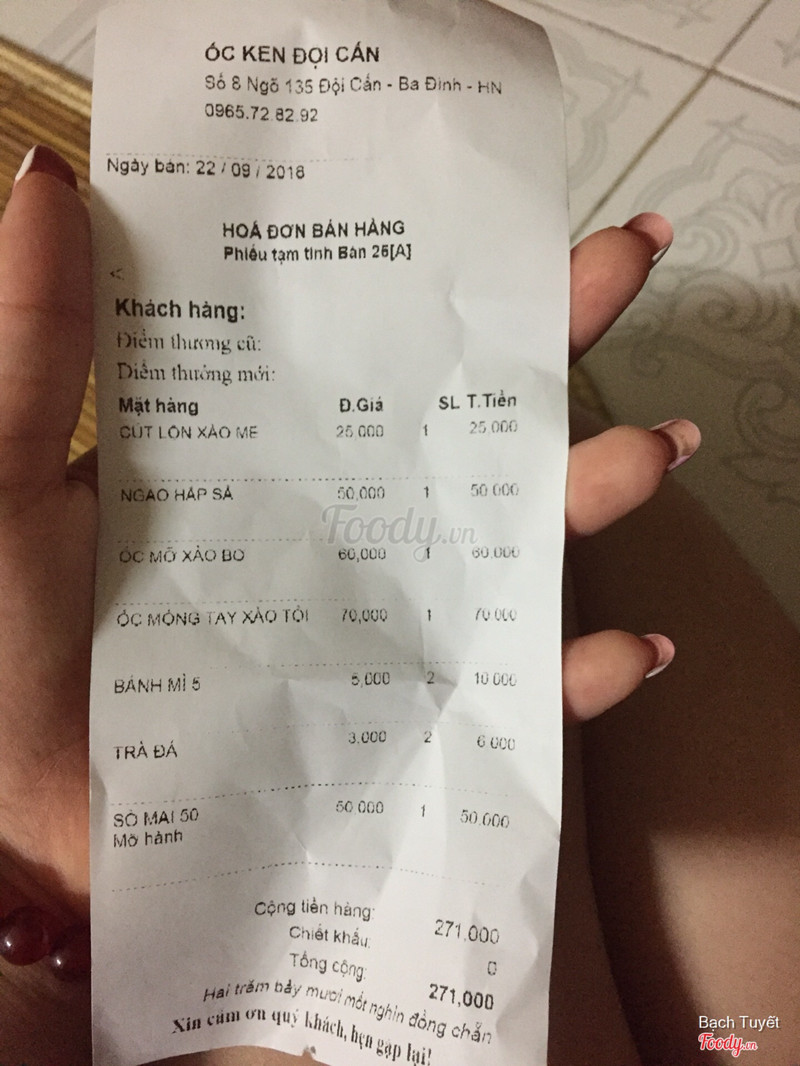 ỐC KEN ĐỘI CẤN
Số 8 Ngõ 135 Đội Cấn - Ba Đình - HN
0965.72.82.92
Ngày bán: 22 / 09 / 2018
HOÁ ĐƠN BÁN HÀNG
Phiếu tạm tính Bàn 26[A]
<
Khách hàng:
Điểm thương cũ:
Điểm thưởng mới:
Mặt hàng Đ.Giá SL T.Tiền
CÚT LỘN XÀO ME 25,000 1 25,000
NGAO HẤP SẢ 50,000 1 50,000
ỐC MỠ XÀO BƠ 60,000 1 60,000
ỐC MÓNG TAY XÀO TỎI 70,000 1 70,000
BÁNH MÌ 5 5,000 2 10,000
TRÀ ĐÁ 3,000 2 6,000
SÒ MAI 50 50,000 1 50,000
Mỡ hành
Cộng tiền hàng: 271,000
Chiết khấu: 0
Tổng cộng: 271,000
Hai trăm bảy mươi mốt nghìn đồng chẵn
Xin cảm ơn quý khách, hẹn gặp lại!
Foody.vn
Bạch Tuyết
Foody.vn